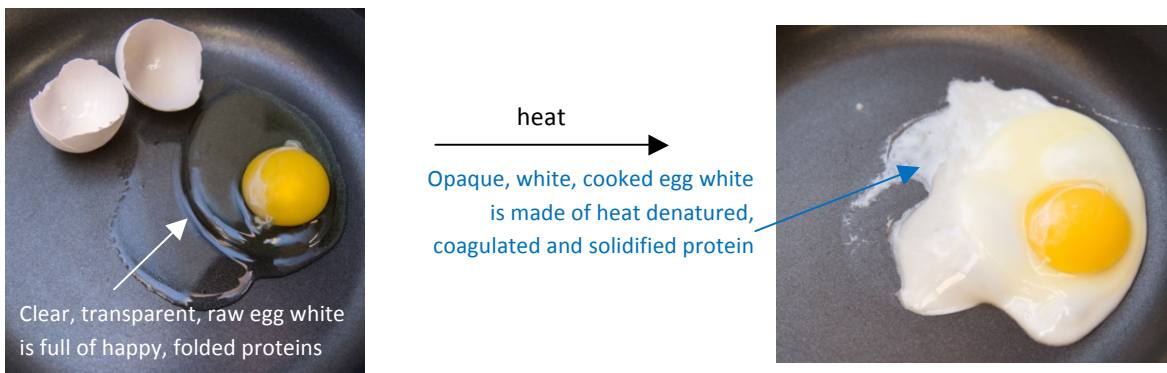 heat
Opaque, white, cooked egg white
is made of heat denatured,
coagulated and solidified protein
Clear, transparent, raw egg white
is full of happy, folded proteins